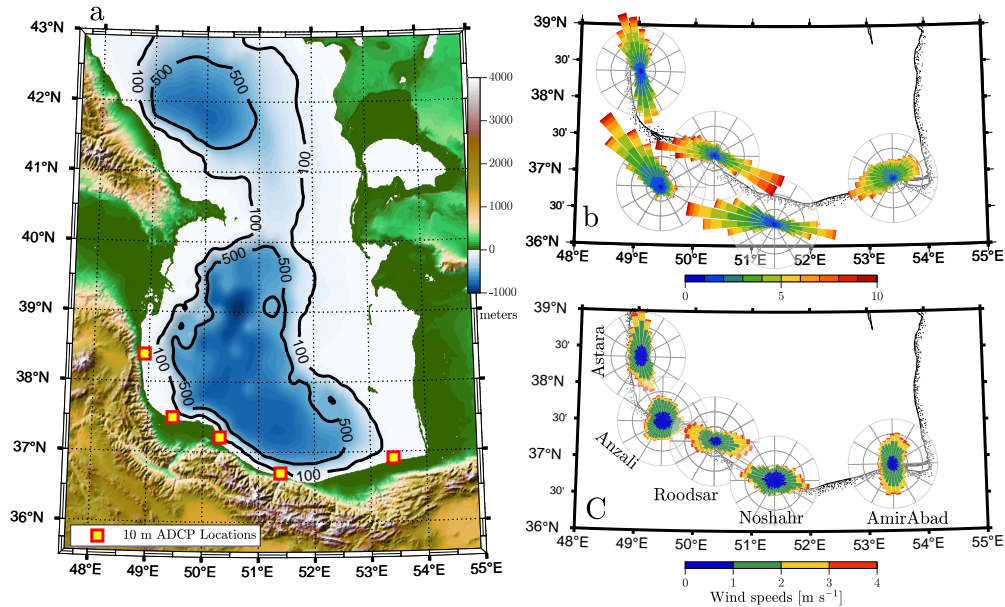 a
43°N
42°N
41°N
40°N
39°N
38°N
37°N
36°N
48°E
49°E
50°E
51°E
52°E
53°E
54°E
55°E
100
500
500
100
100
500
500
100
100
500
500
100
10 m ADCP Locations
4000
3000
2000
1000
0
-1000
meters
39°N
30'
38°N
30'
37°N
30'
36°N
b
48°E
49°E
50°E
51°E
52°E
53°E
54°E
55°E
0
5
10
39°N
30'
38°N
30'
37°N
30'
36°N
Astara
Anzali
Roodsar
Noshahr
AmirAbad
C
48°E
49°E
50°E
51°E
52°E
53°E
54°E
55°E
0
1
2
3
4
Wind speeds [m s⁻¹]